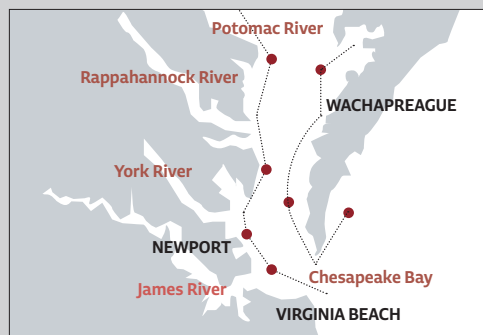 Potomac River
Rappahannock River
WACHAPREAGUE
York River
NEWPORT
Chesapeake Bay
James River
VIRGINIA BEACH